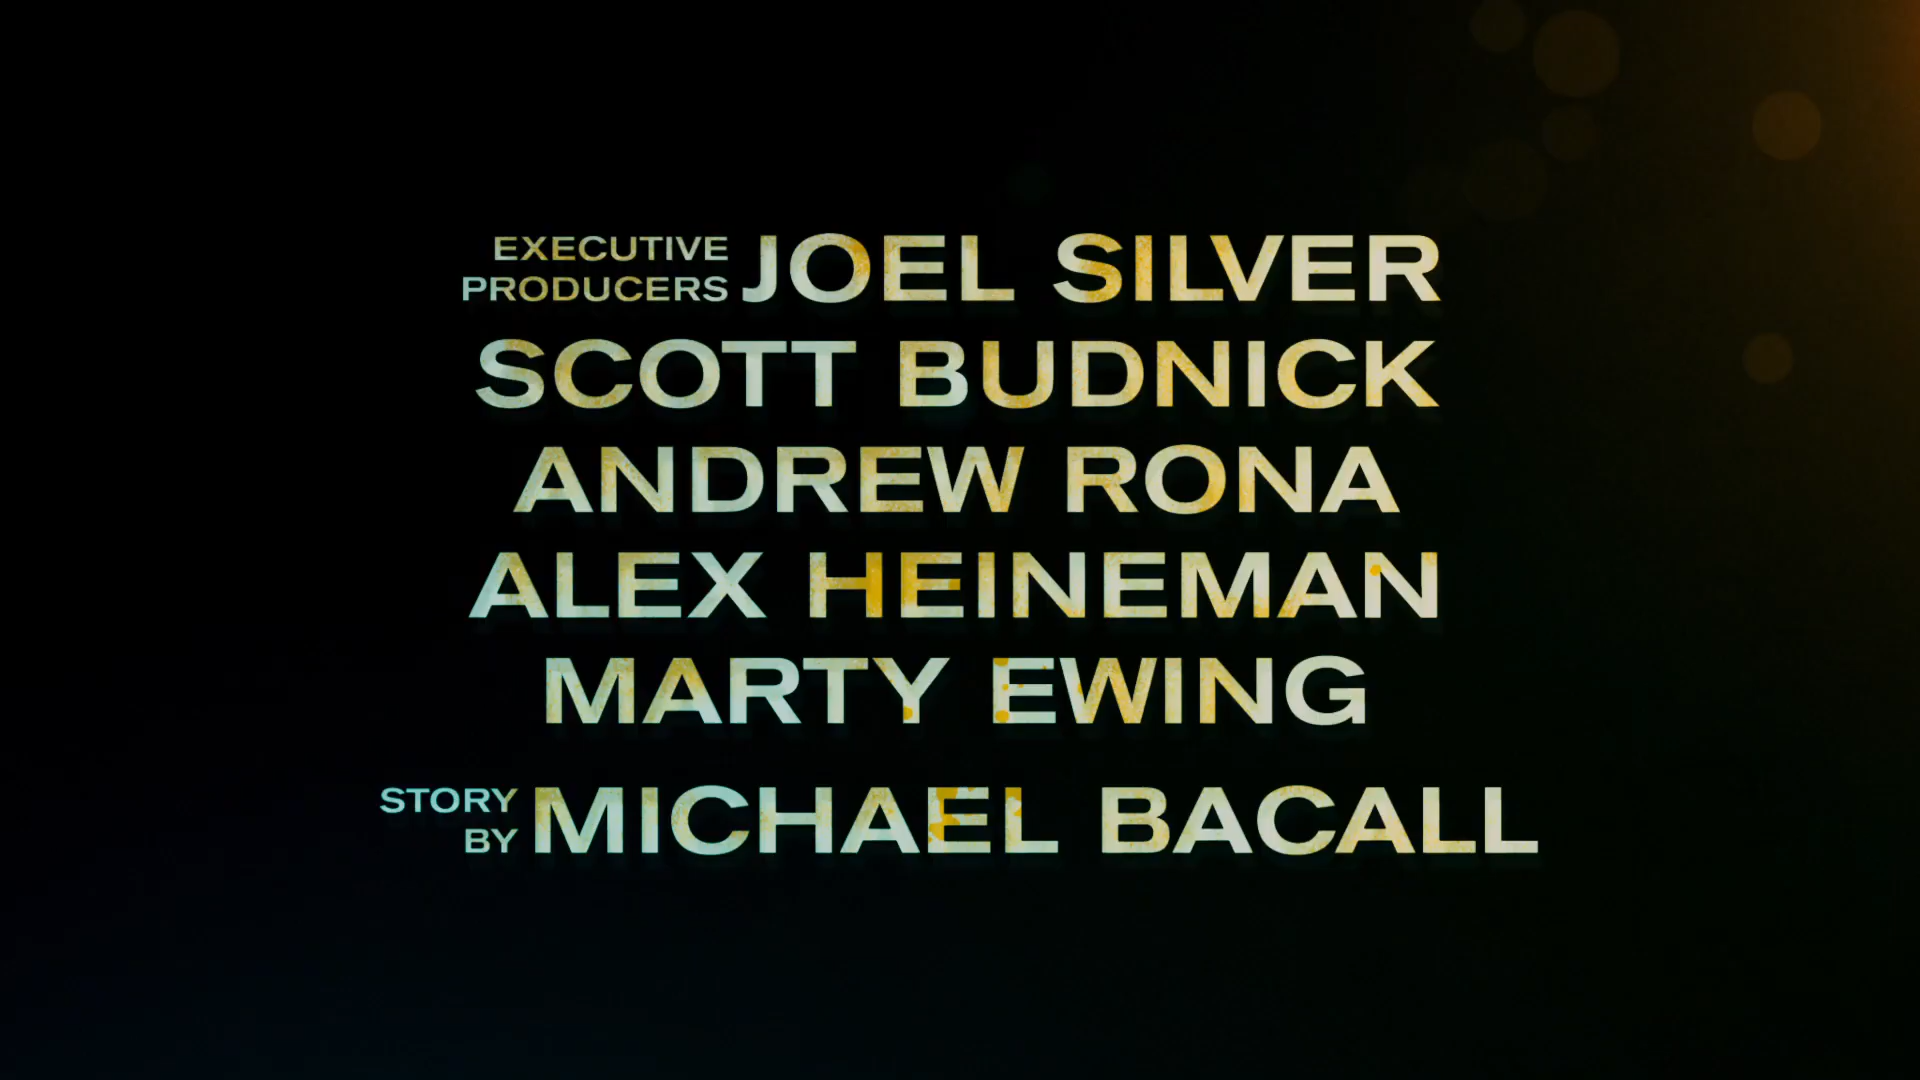 EXECUTIVE PRODUCERS JOEL SILVER
SCOTT BUDNICK
ANDREW RONA
ALEX HEINEMAN
MARTY EWING
STORY BY MICHAEL BACALL